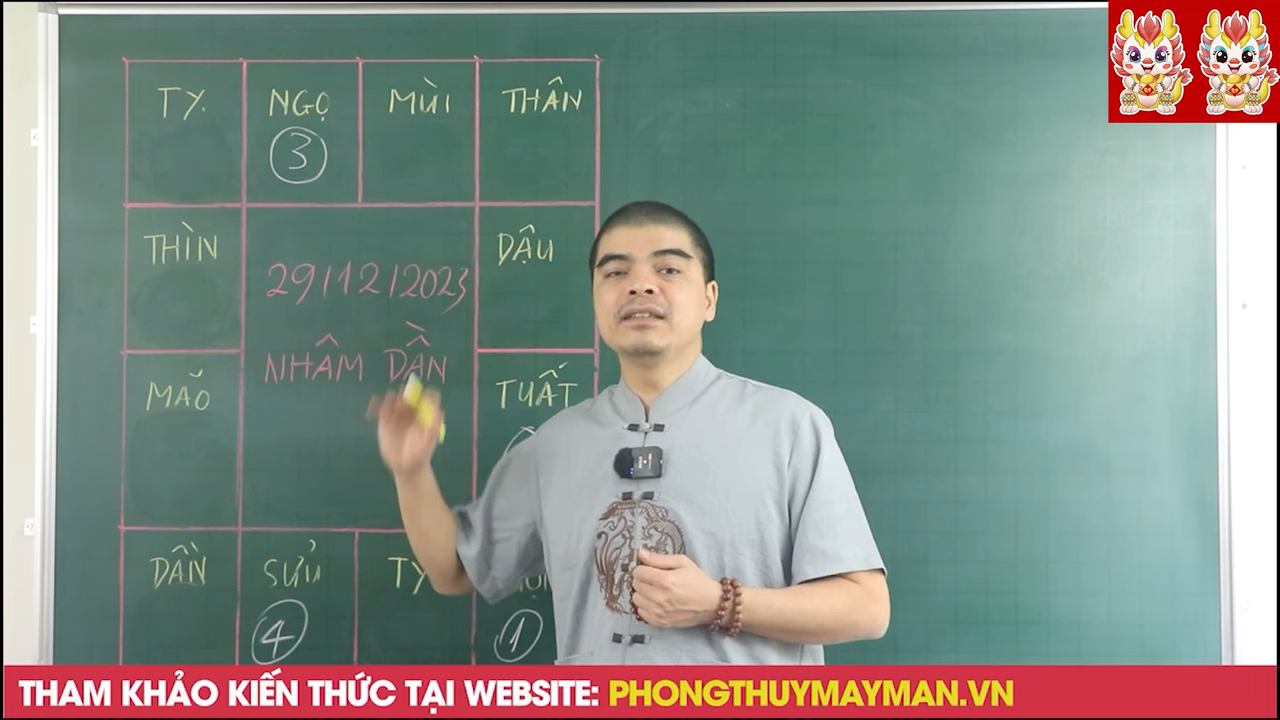 TY.
NGỌ
MÙI
THÂN
3
THÌN
DẬU
29/12/2023
NHÂM DẦN
MÃO
TUẤT
DẦN
SỬU
TÝ
4
1
THAM KHẢO KIẾN THỨC TẠI WEBSITE: PHONGTHUYMAYMAN.VN